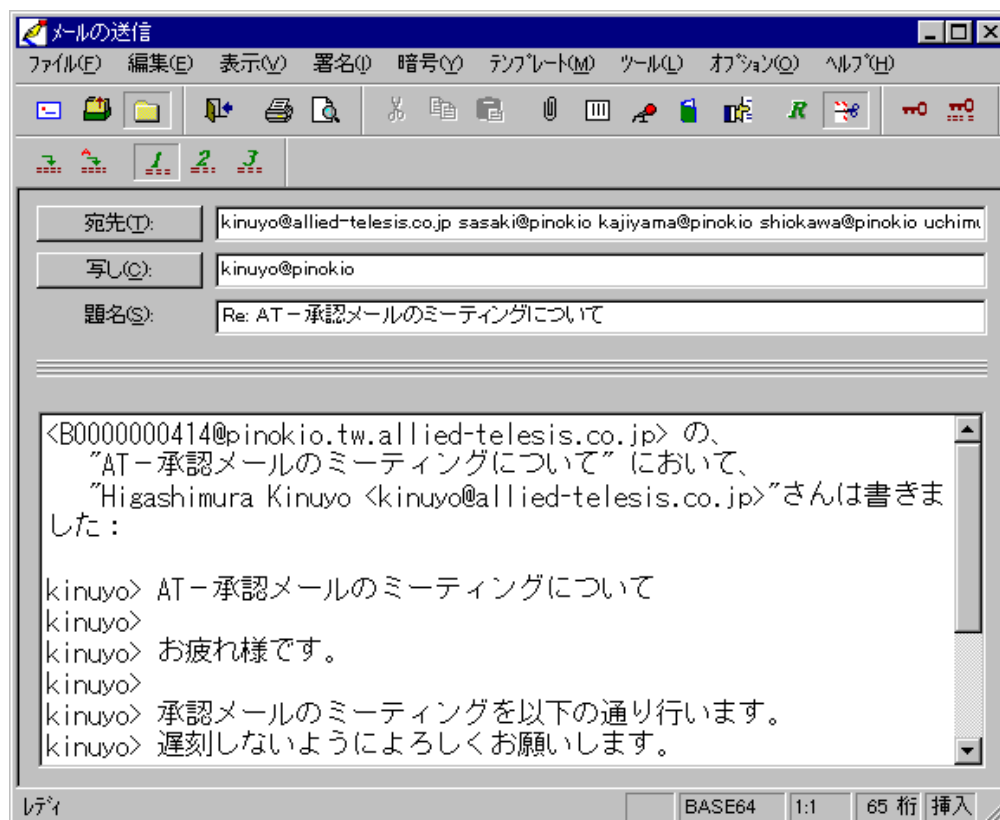 メールの送信
ファイル(F) 編集(E) 表示(V) 署名(I) 暗号(Y) テンプレート(M) ツール(L) オプション(O) ヘルプ(H)
R
1 2 3
宛先(T): kinuyo@allied-telesis.co.jp sasaki@pinokio kajiyama@pinokio shiokawa@pinokio uchimu
写し(C): kinuyo@pinokio
題名(S): Re: AT－承認メールのミーティングについて
<B0000000414@pinokio.tw.allied-telesis.co.jp> の、
"AT－承認メールのミーティングについて" において、
"Higashimura Kinuyo <kinuyo@allied-telesis.co.jp>"さんは書きま
した：
kinuyo> AT－承認メールのミーティングについて
kinuyo>
kinuyo> お疲れ様です。
kinuyo>
kinuyo> 承認メールのミーティングを以下の通り行います。
kinuyo> 遅刻しないようによろしくお願いします。
レディ BASE64 1:1 65 桁 挿入